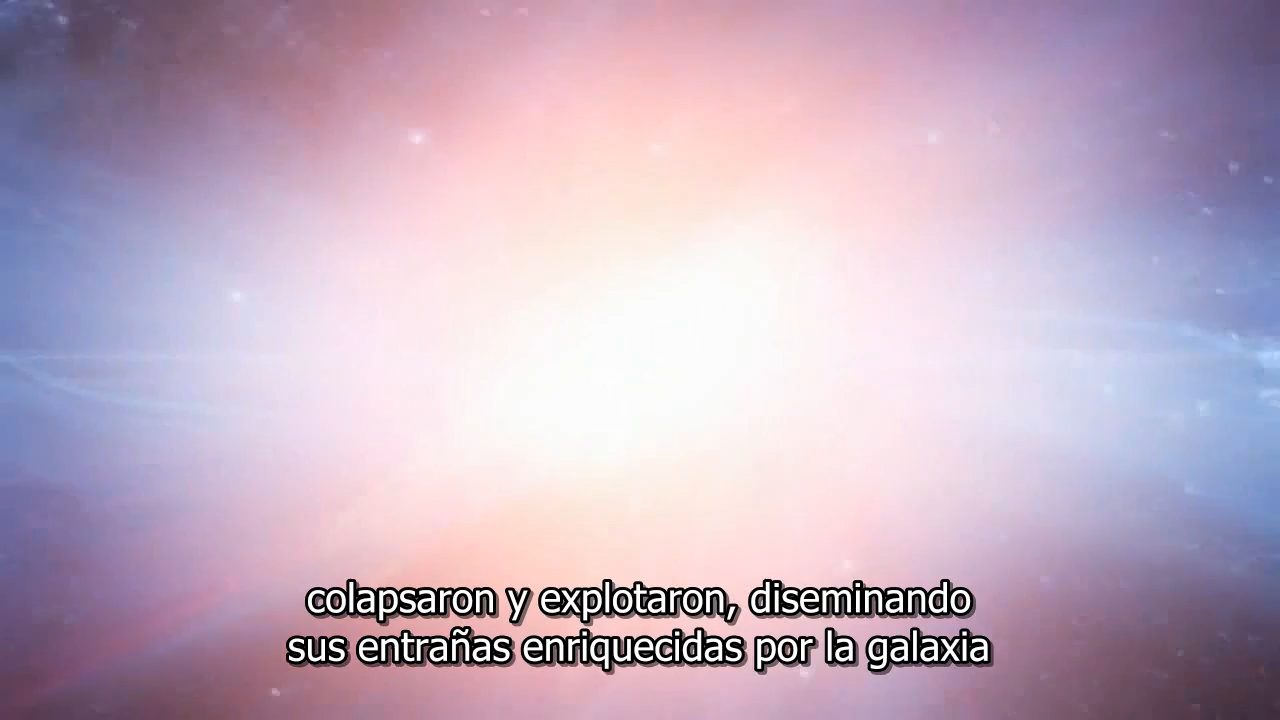 colapsaron y explotaron, diseminando
sus entrañas enriquecidas por la galaxia